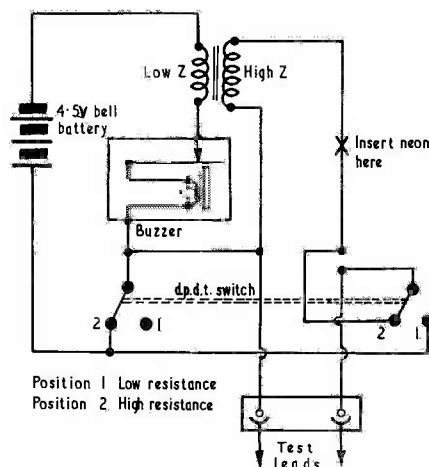 Low Z
High Z
4·5V bell
battery
Insert neon
here
Buzzer
d.p.d.t. switch
2
1
2
1
Position 1 Low resistance
Position 2. High resistance
Test
leads